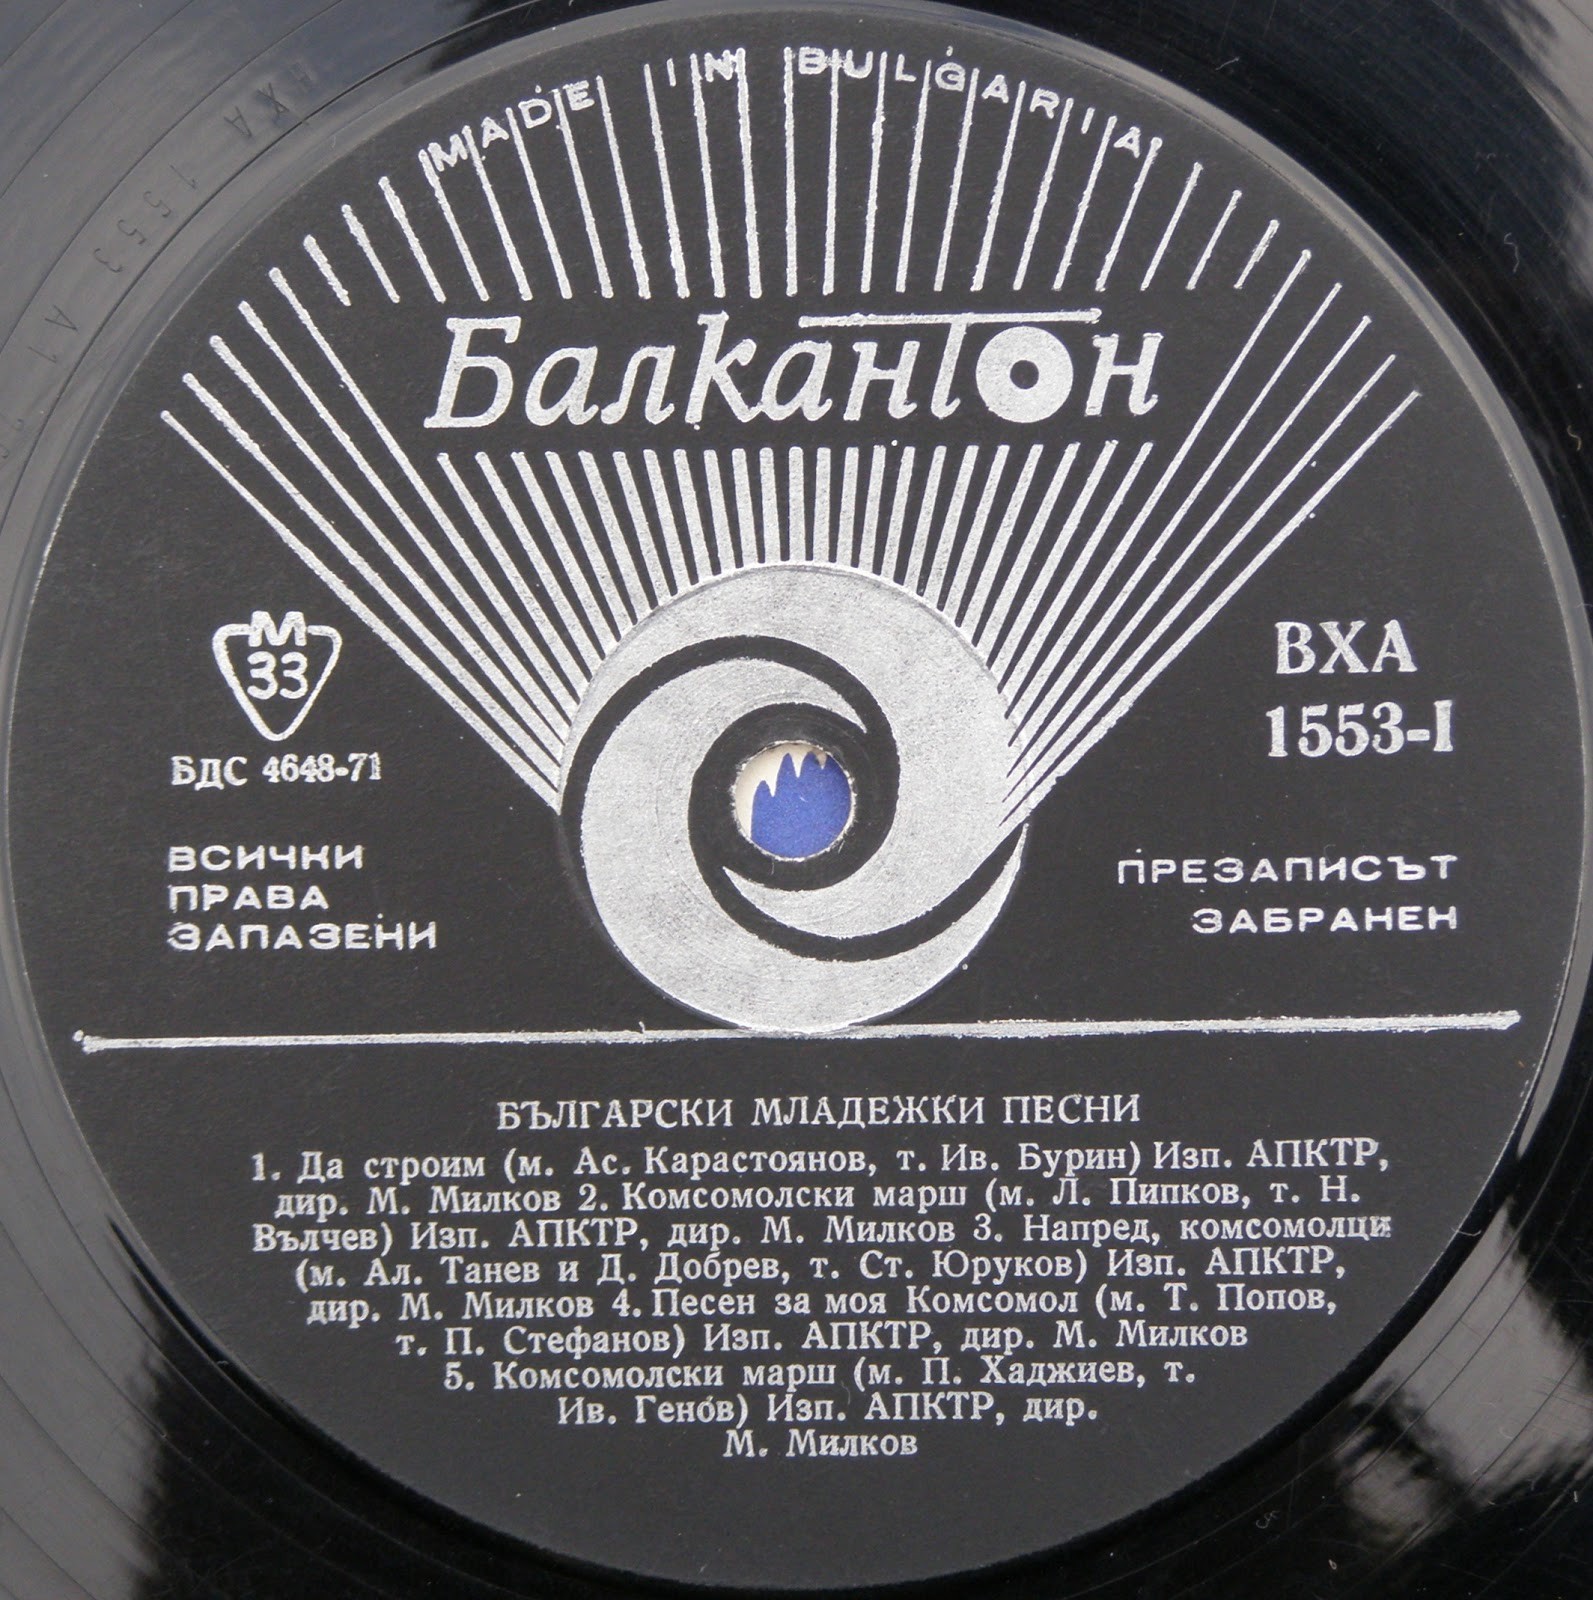 MADE IN BULGARIA
Балкантон
М
33
БДС 4648-71
ВХА
1553-I
ВСИЧКИ
ПРАВА
ЗАПАЗЕНИ
ПРЕЗАПИСЪТ
ЗАБРАНЕН
БЪЛГАРСКИ МЛАДЕЖКИ ПЕСНИ
1. Да строим (м. Ас. Карастоянов, т. Ив. Бурин) Изп. АПКТР,
дир. М. Милков 2. Комсомолски марш (м. Л. Пипков, т. Н.
Вълчев) Изп. АПКТР, дир. М. Милков 3. Напред, комсомолци
(м. Ал. Танев и Д. Добрев, т. Ст. Юруков) Изп. АПКТР,
дир. М. Милков 4. Песен за моя Комсомол (м. Т. Попов,
т. П. Стефанов) Изп. АПКТР, дир. М. Милков
5. Комсомолски марш (м. П. Хаджиев, т.
Ив. Генов) Изп. АПКТР, дир.
М. Милков